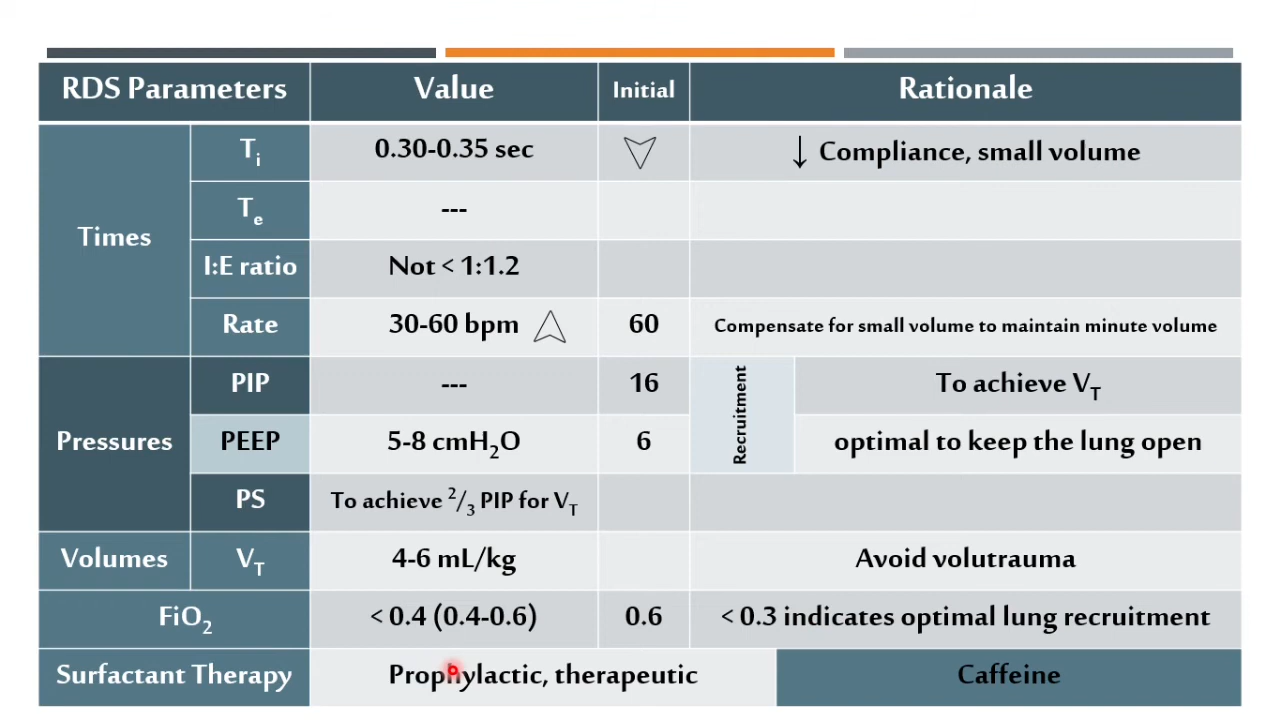 RDS Parameters Value Initial Rationale
Times
Tᵢ 0.30-0.35 sec ↓ Compliance, small volume
Tₑ ---
I:E ratio Not < 1:1.2
Rate 30-60 bpm 60 Compensate for small volume to maintain minute volume
Pressures
Recruitment
PIP --- 16 To achieve V_T
PEEP 5-8 cmH₂O 6 optimal to keep the lung open
PS To achieve ²/₃ PIP for V_T
Volumes V_T 4-6 mL/kg Avoid volutrauma
FiO₂ < 0.4 (0.4-0.6) 0.6 < 0.3 indicates optimal lung recruitment
Surfactant Therapy Prophylactic, therapeutic Caffeine